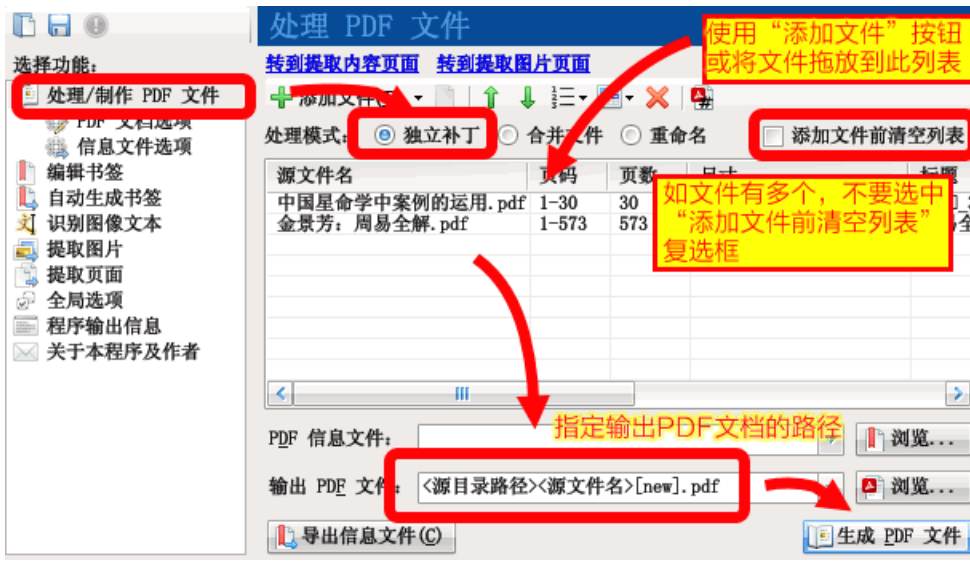 处理 PDF 文件
选择功能:
转到提取内容页面 转到提取图片页面
使用“添加文件”按钮
或将文件拖放到此列表
处理/制作 PDF 文件
PDF 文档选项
信息文件选项
编辑书签
自动生成书签
识别图像文本
提取图片
提取页面
全局选项
程序输出信息
关于本程序及作者
添加文件
处理模式: 独立补丁 合并文件 重命名 添加文件前清空列表
源文件名 页码 页数 尺寸 标题
中国星命学中案例的运用.pdf 1-30 30
金景芳: 周易全解.pdf 1-573 573
如文件有多个，不要选中
“添加文件前清空列表”
复选框
指定输出PDF文档的路径
PDF 信息文件: 浏览...
输出 PDF 文件: <源目录路径><源文件名>[new].pdf 浏览...
导出信息文件(C) 生成 PDF 文件